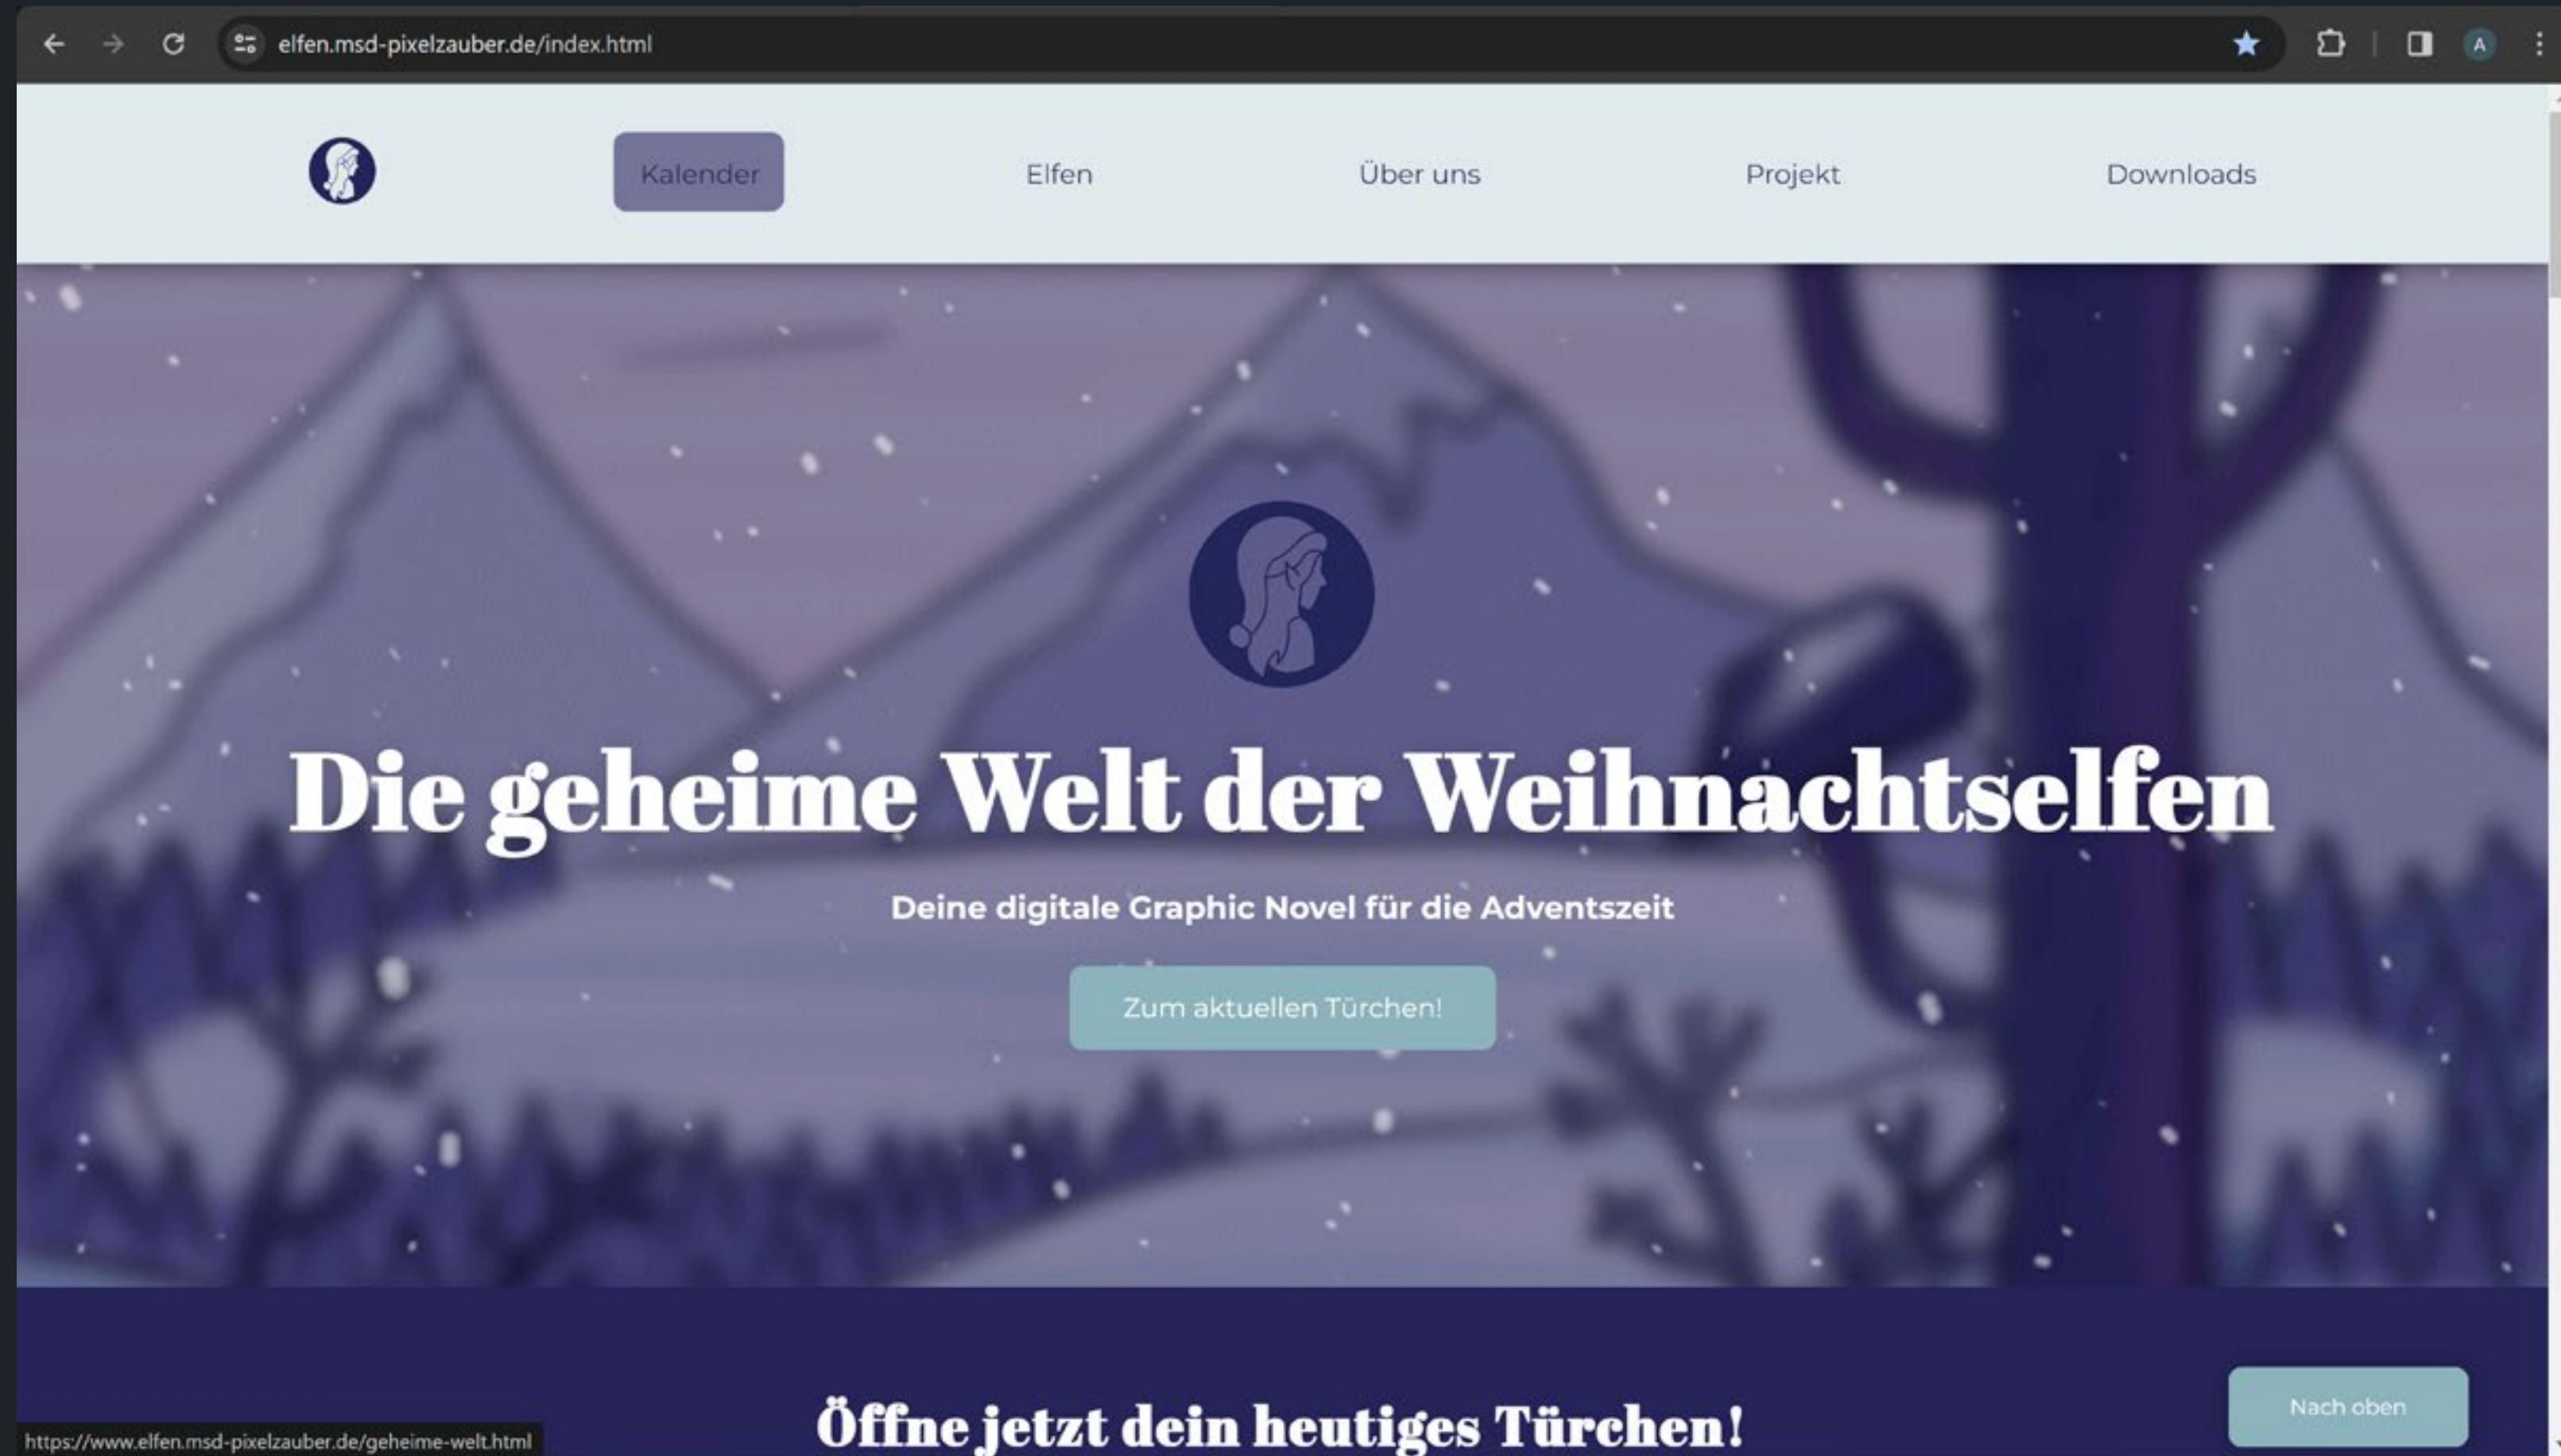 elfen.msd-pixelzauber.de/index.html
A
Kalender
Elfen
Über uns
Projekt
Downloads
Die geheime Welt der Weihnachtselfen
Deine digitale Graphic Novel für die Adventszeit
Zum aktuellen Türchen!
Öffne jetzt dein heutiges Türchen!
Nach oben
https://www.elfen.msd-pixelzauber.de/geheime-welt.html